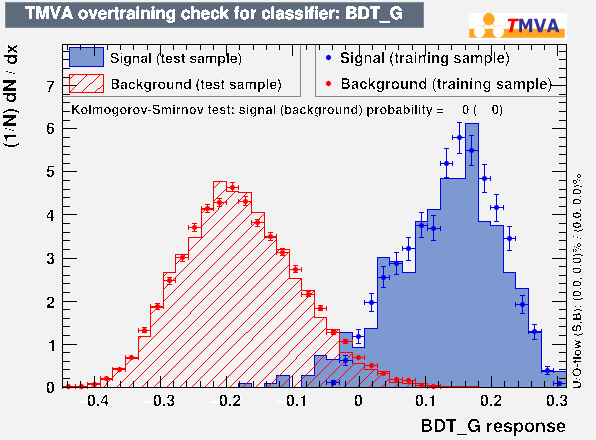 TMVA overtraining check for classifier: BDT_G
TMVA
Signal (test sample)
Signal (training sample)
Background (test sample)
Background (training sample)
Kolmogorov-Smirnov test: signal (background) probability = 0 ( 0)
(1/N) dN / dx
7
6
5
4
3
2
1
0
−0.4 −0.3 −0.2 −0.1 0 0.1 0.2 0.3
BDT_G response
U/O-flow (S,B): (0.0, 0.0)% / (0.0, 0.0)%